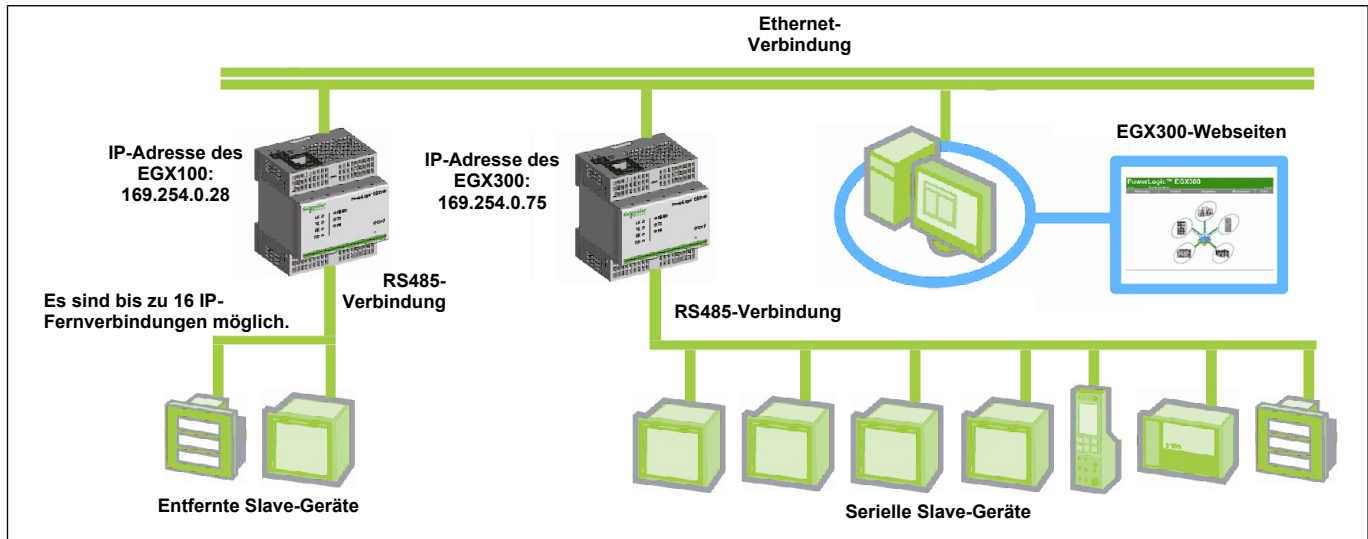 Ethernet-
Verbindung
EGX300-Webseiten
IP-Adresse des
EGX100:
169.254.0.28
IP-Adresse des
EGX300:
169.254.0.75
PowerLogic™ EGX300
RS485-
Verbindung
Es sind bis zu 16 IP-
Fernverbindungen möglich.
RS485-Verbindung
Entfernte Slave-Geräte
Serielle Slave-Geräte